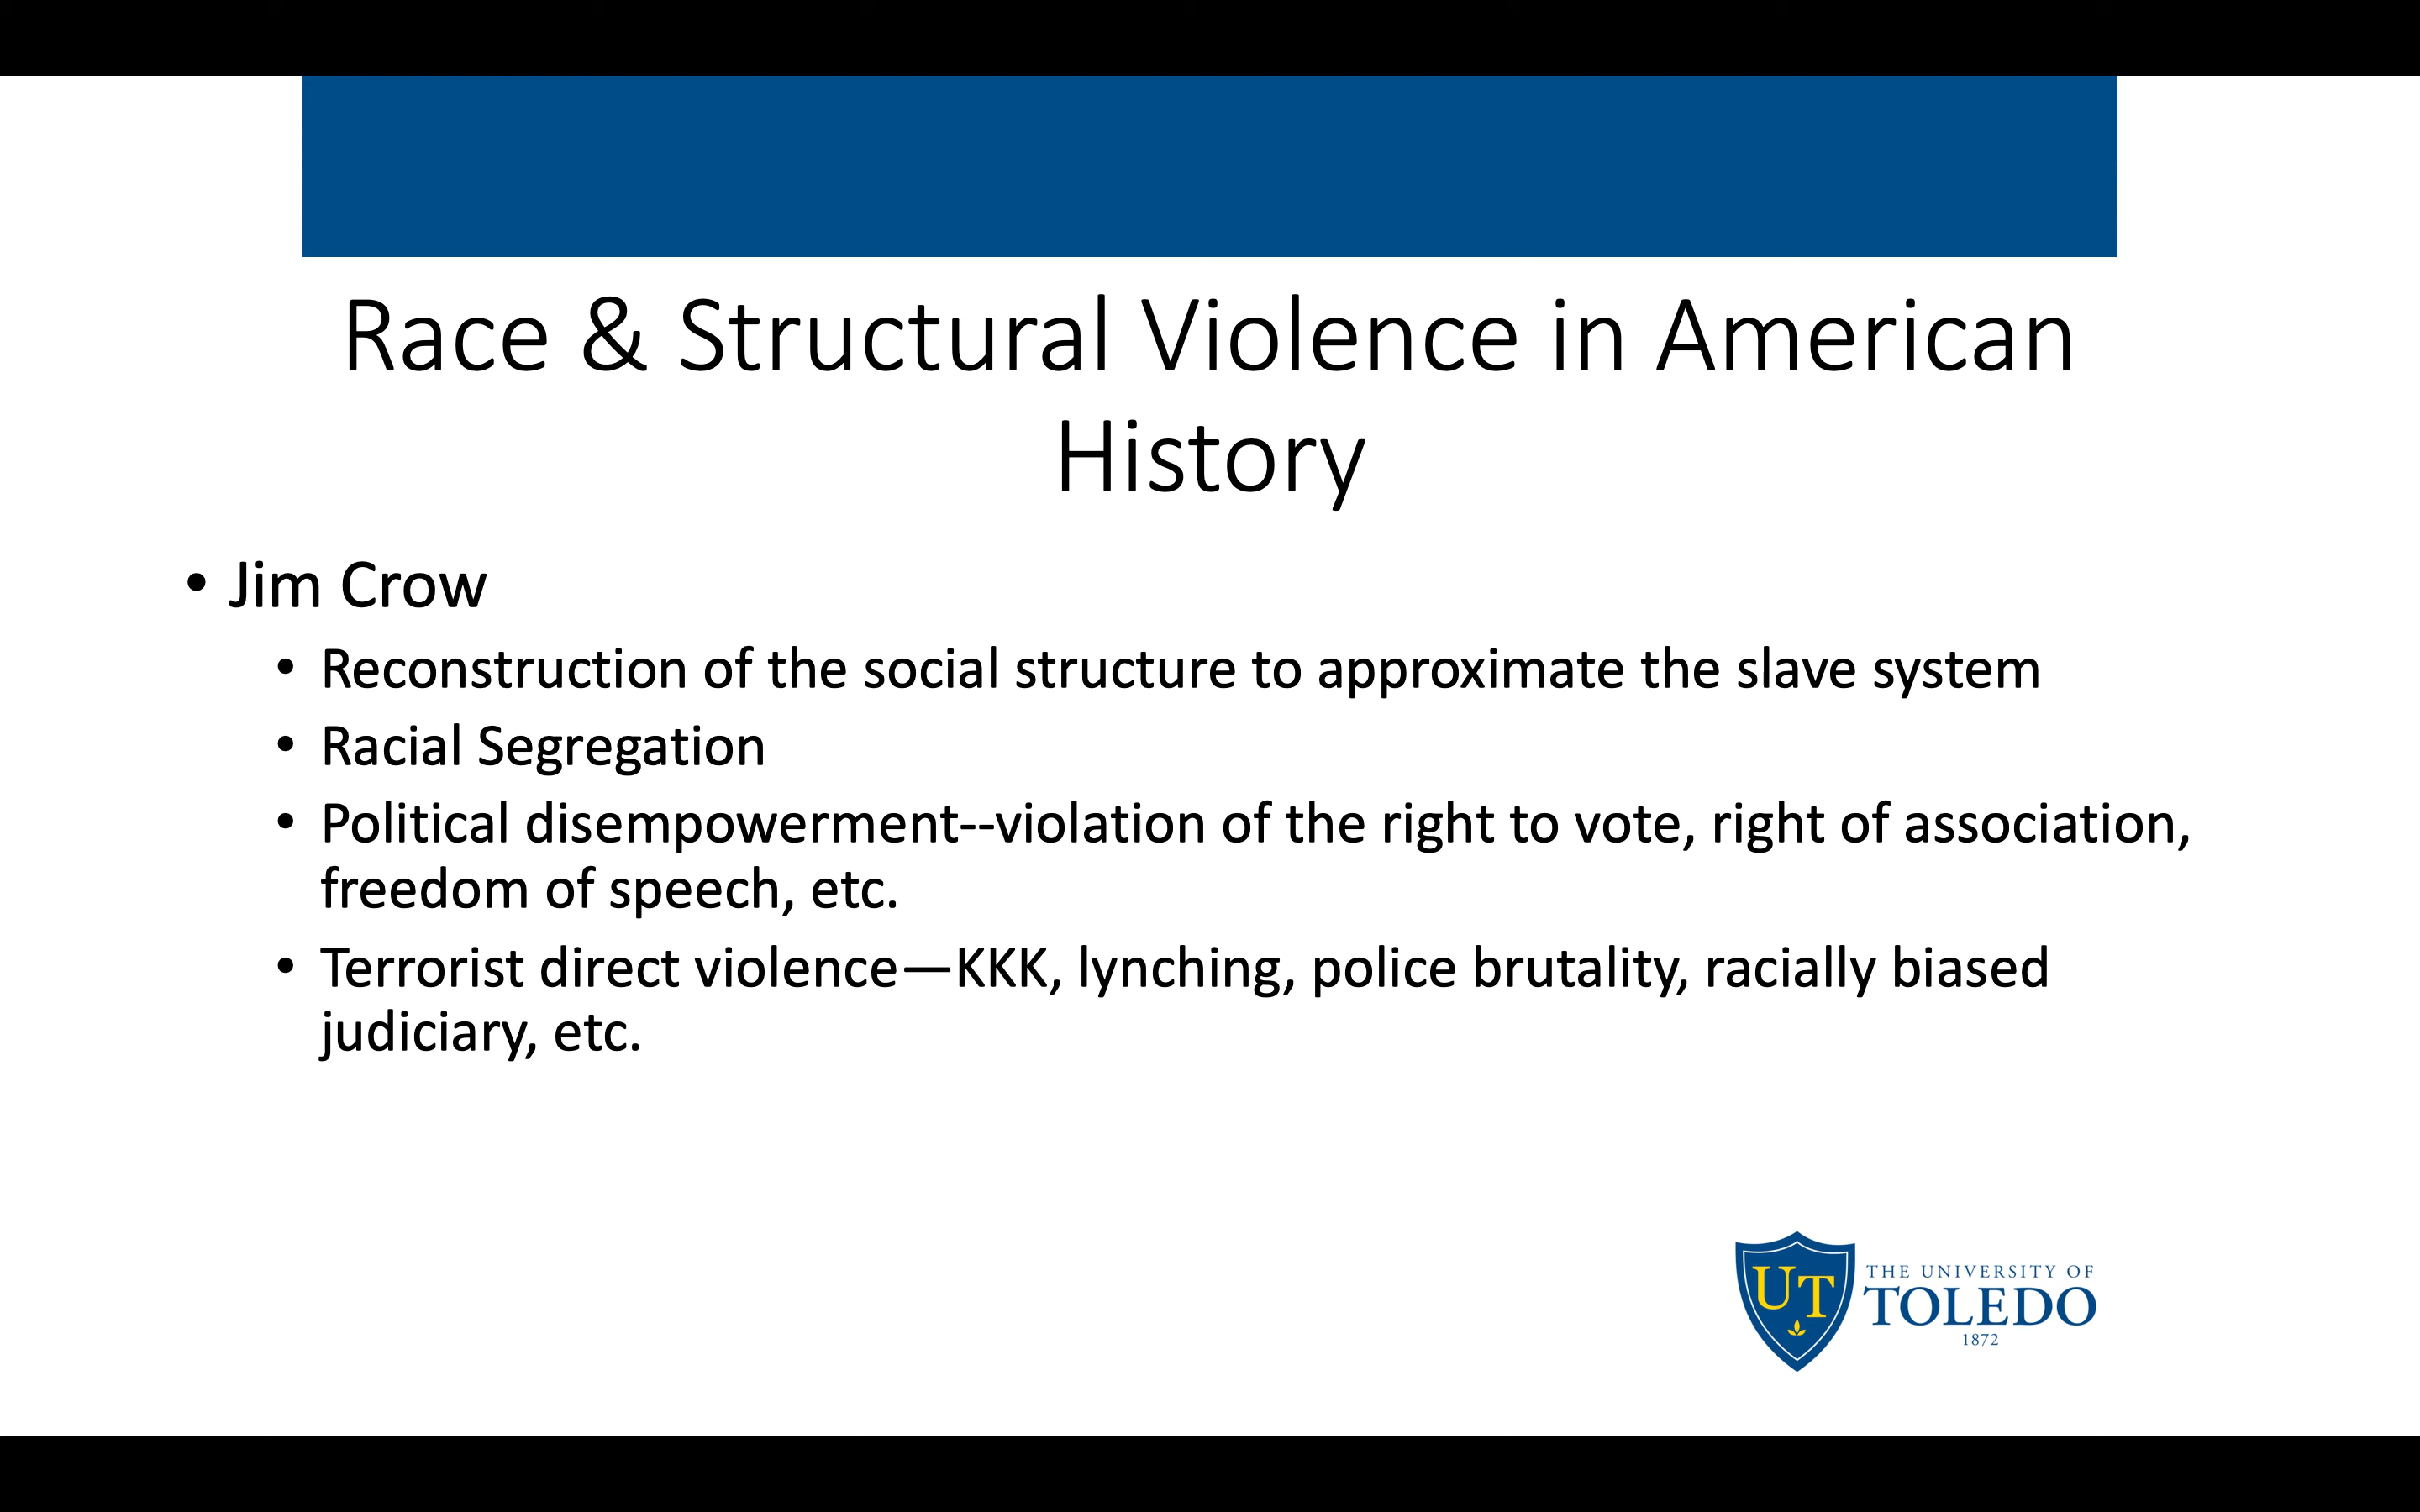 Race & Structural Violence in American
History
• Jim Crow
• Reconstruction of the social structure to approximate the slave system
• Racial Segregation
• Political disempowerment--violation of the right to vote, right of association,
freedom of speech, etc.
• Terrorist direct violence—KKK, lynching, police brutality, racially biased
judiciary, etc.
UT
THE UNIVERSITY OF
TOLEDO
1872